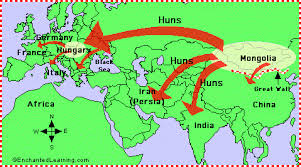 Huns
Germany
France
Hungary
Black
Sea
Italy
Huns
Mongolia
Huns
Great Wall
Iran
(Persia)
China
Africa
India
N
W
E
S
©EnchantedLearning.com